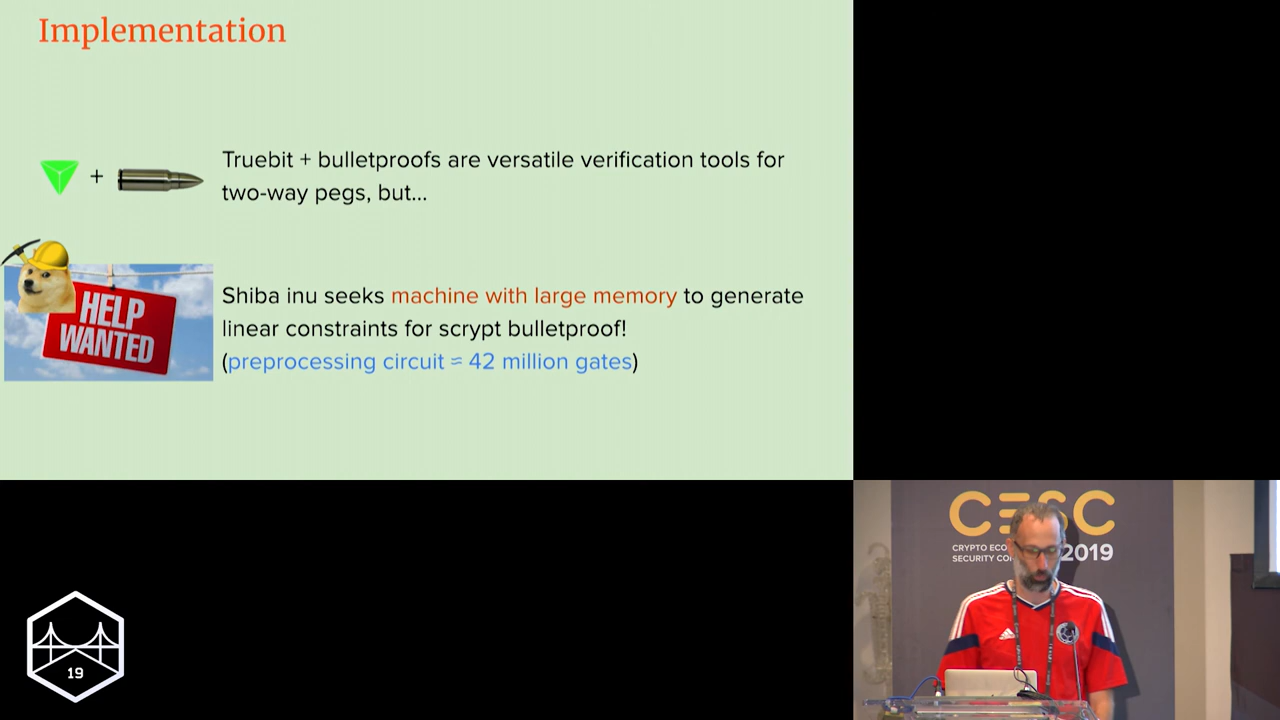 Implementation
+
Truebit + bulletproofs are versatile verification tools for
two-way pegs, but...
HELP
WANTED
Shiba inu seeks machine with large memory to generate
linear constraints for scrypt bulletproof!
(preprocessing circuit ≈ 42 million gates)
CESC
CRYPTO ECO
SECURITY CO
2019
19